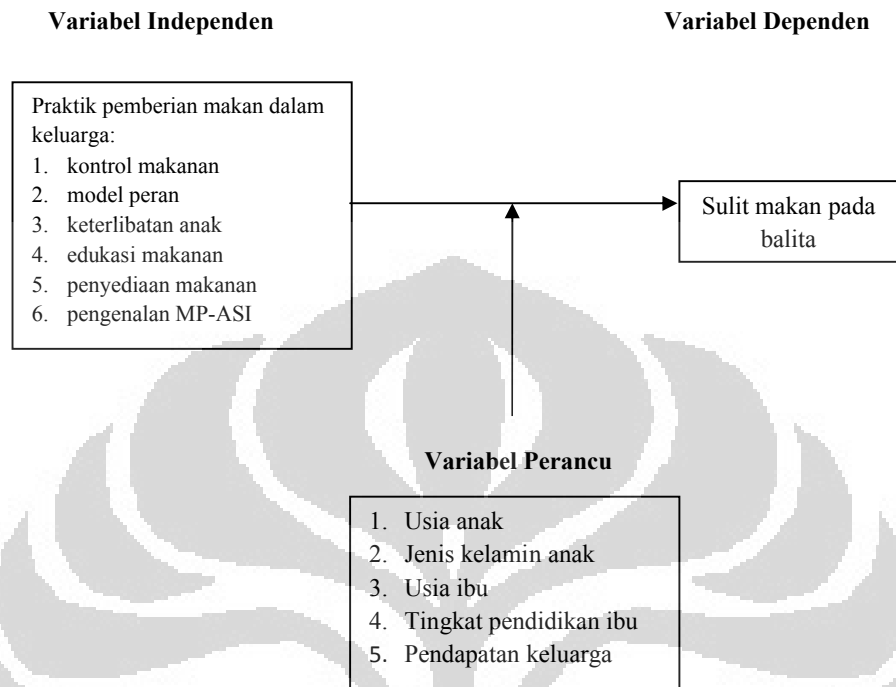 Variabel Independen
Variabel Dependen
Praktik pemberian makan dalam
keluarga:
1. kontrol makanan
2. model peran
3. keterlibatan anak
4. edukasi makanan
5. penyediaan makanan
6. pengenalan MP-ASI
Sulit makan pada
balita
Variabel Perancu
1. Usia anak
2. Jenis kelamin anak
3. Usia ibu
4. Tingkat pendidikan ibu
5. Pendapatan keluarga